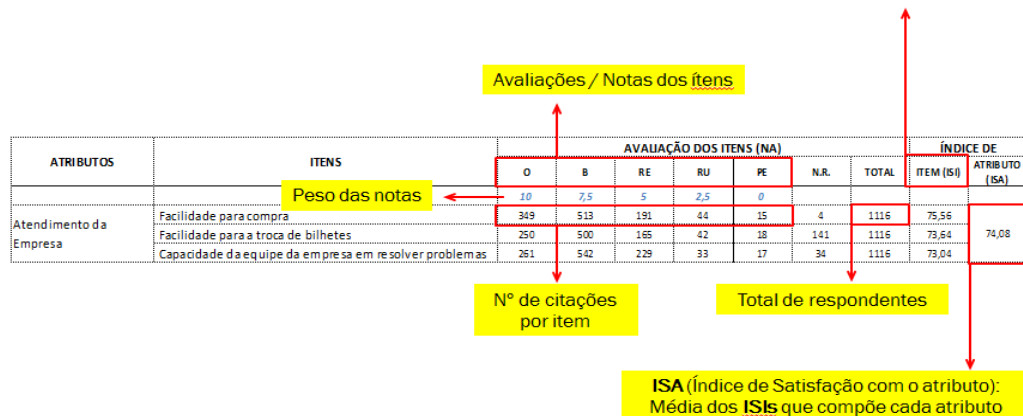 Avaliações / Notas dos ítens
AVALIAÇÃO DOS ITENS (NA) ÍNDICE DE
ATRIBUTOS ITENS O B RE RU PE N.R. TOTAL ITEM (ISI) ATRIBUTO (ISA)
Peso das notas 10 7,5 5 2,5 0
Atendimento da Empresa
Facilidade para compra 349 513 191 44 15 4 1116 75,56
Facilidade para a troca de bilhetes 250 500 165 42 18 141 1116 73,64 74,08
Capacidade da equipe da empresa em resolver problemas 261 542 229 33 17 34 1116 73,04
Nº de citações
por item
Total de respondentes
ISA (Índice de Satisfação com o atributo):
Média dos ISIs que compõe cada atributo